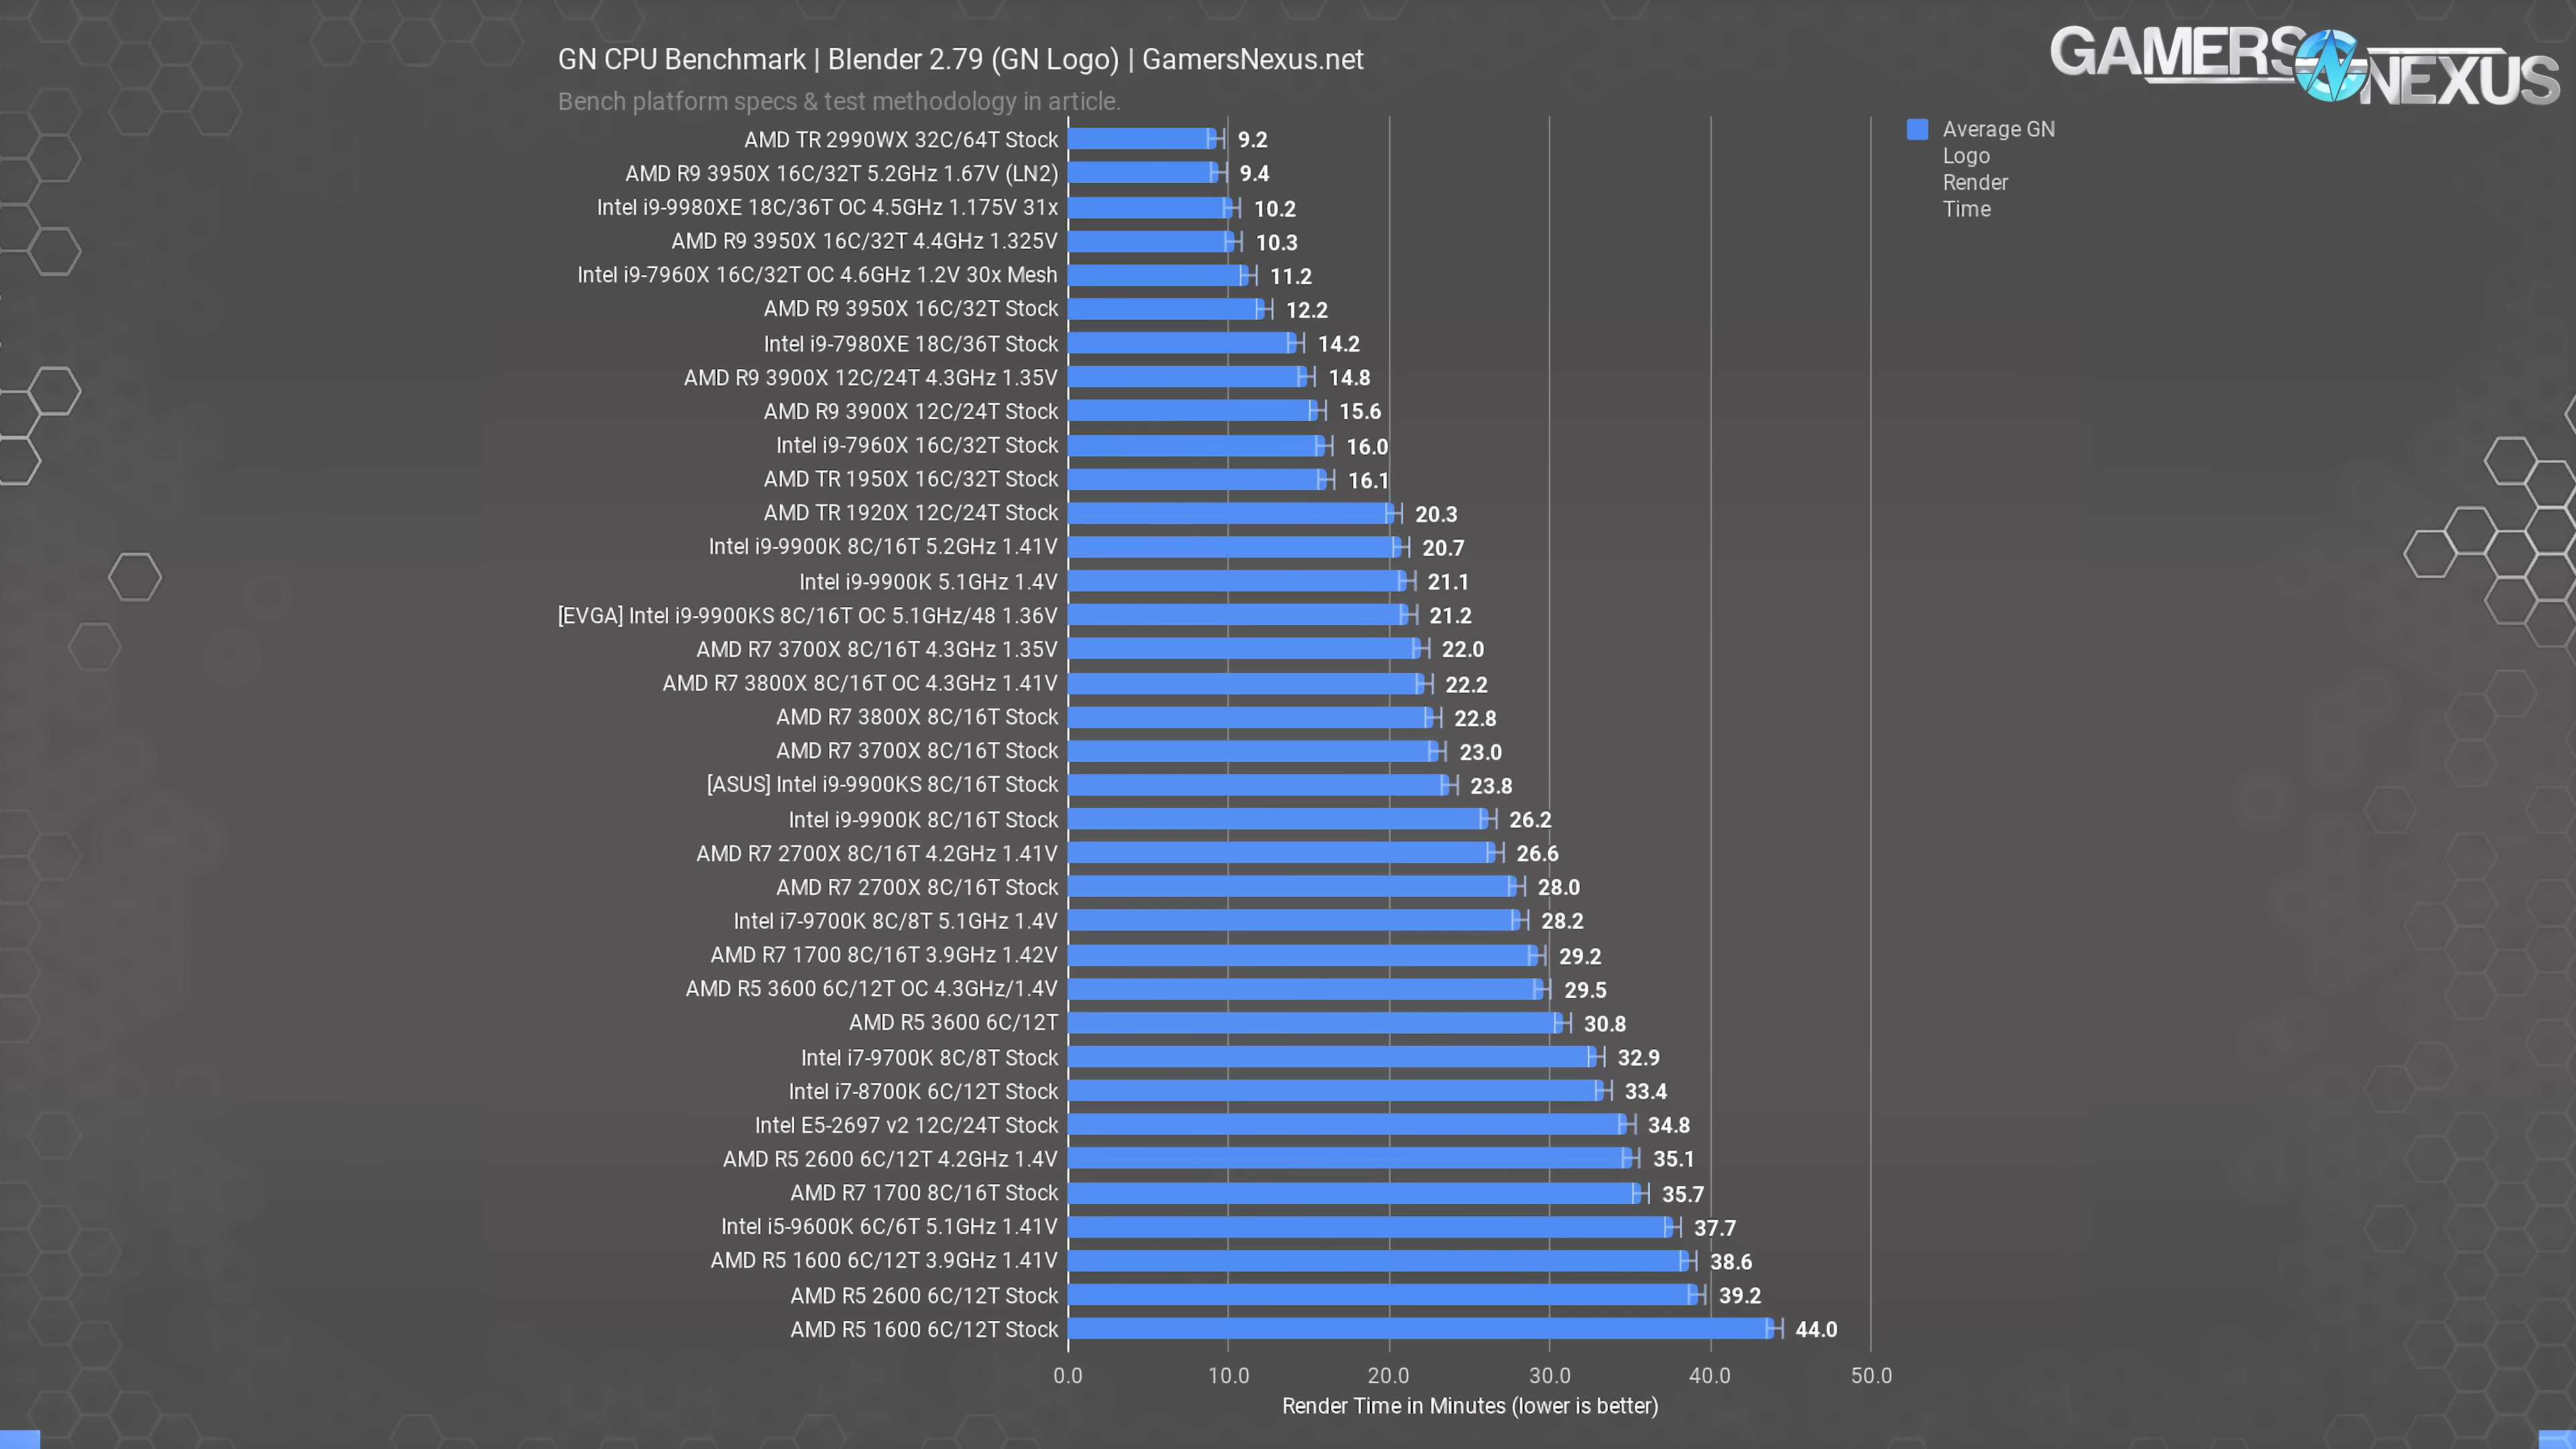 GAMERS NEXUS
GN CPU Benchmark | Blender 2.79 (GN Logo) | GamersNexus.net
Bench platform specs & test methodology in article.
Average GN
Logo
Render
Time
AMD TR 2990WX 32C/64T Stock 9.2
AMD R9 3950X 16C/32T 5.2GHz 1.67V (LN2) 9.4
Intel i9-9980XE 18C/36T OC 4.5GHz 1.175V 31x 10.2
AMD R9 3950X 16C/32T 4.4GHz 1.325V 10.3
Intel i9-7960X 16C/32T OC 4.6GHz 1.2V 30x Mesh 11.2
AMD R9 3950X 16C/32T Stock 12.2
Intel i9-7980XE 18C/36T Stock 14.2
AMD R9 3900X 12C/24T 4.3GHz 1.35V 14.8
AMD R9 3900X 12C/24T Stock 15.6
Intel i9-7960X 16C/32T Stock 16.0
AMD TR 1950X 16C/32T Stock 16.1
AMD TR 1920X 12C/24T Stock 20.3
Intel i9-9900K 8C/16T 5.2GHz 1.41V 20.7
Intel i9-9900K 5.1GHz 1.4V 21.1
[EVGA] Intel i9-9900KS 8C/16T OC 5.1GHz/48 1.36V 21.2
AMD R7 3700X 8C/16T 4.3GHz 1.35V 22.0
AMD R7 3800X 8C/16T OC 4.3GHz 1.41V 22.2
AMD R7 3800X 8C/16T Stock 22.8
AMD R7 3700X 8C/16T Stock 23.0
[ASUS] Intel i9-9900KS 8C/16T Stock 23.8
Intel i9-9900K 8C/16T Stock 26.2
AMD R7 2700X 8C/16T 4.2GHz 1.41V 26.6
AMD R7 2700X 8C/16T Stock 28.0
Intel i7-9700K 8C/8T 5.1GHz 1.4V 28.2
AMD R7 1700 8C/16T 3.9GHz 1.42V 29.2
AMD R5 3600 6C/12T OC 4.3GHz/1.4V 29.5
AMD R5 3600 6C/12T 30.8
Intel i7-9700K 8C/8T Stock 32.9
Intel i7-8700K 6C/12T Stock 33.4
Intel E5-2697 v2 12C/24T Stock 34.8
AMD R5 2600 6C/12T 4.2GHz 1.4V 35.1
AMD R7 1700 8C/16T Stock 35.7
Intel i5-9600K 6C/6T 5.1GHz 1.41V 37.7
AMD R5 1600 6C/12T 3.9GHz 1.41V 38.6
AMD R5 2600 6C/12T Stock 39.2
AMD R5 1600 6C/12T Stock 44.0
0.0 10.0 20.0 30.0 40.0 50.0
Render Time in Minutes (lower is better)